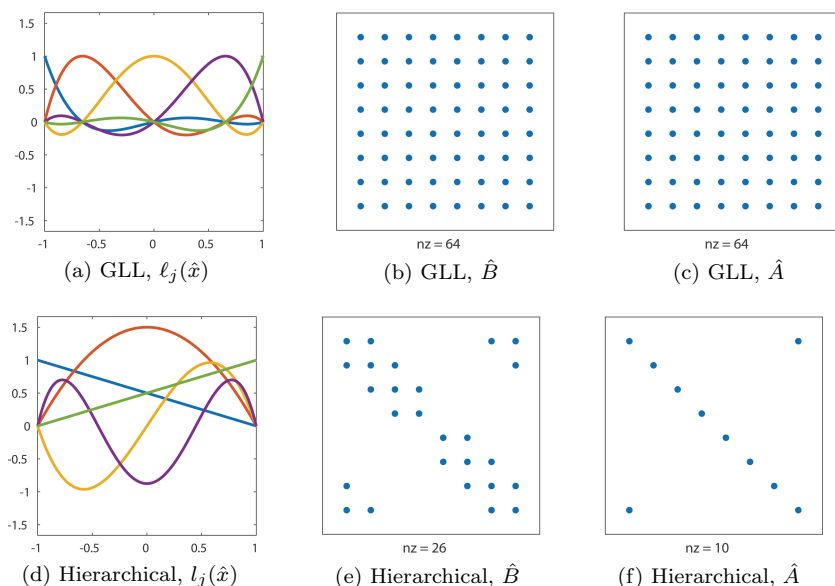 1.5
1
0.5
0
-0.5
-1
-1.5
-1 -0.5 0 0.5 1
nz = 64
nz = 64
(a) GLL, ℓ_j(x̂)
(b) GLL, B̂
(c) GLL, Â
1.5
1
0.5
0
-0.5
-1
-1.5
-1 -0.5 0 0.5 1
nz = 26
nz = 10
(d) Hierarchical, l_j(x̂)
(e) Hierarchical, B̂
(f) Hierarchical, Â